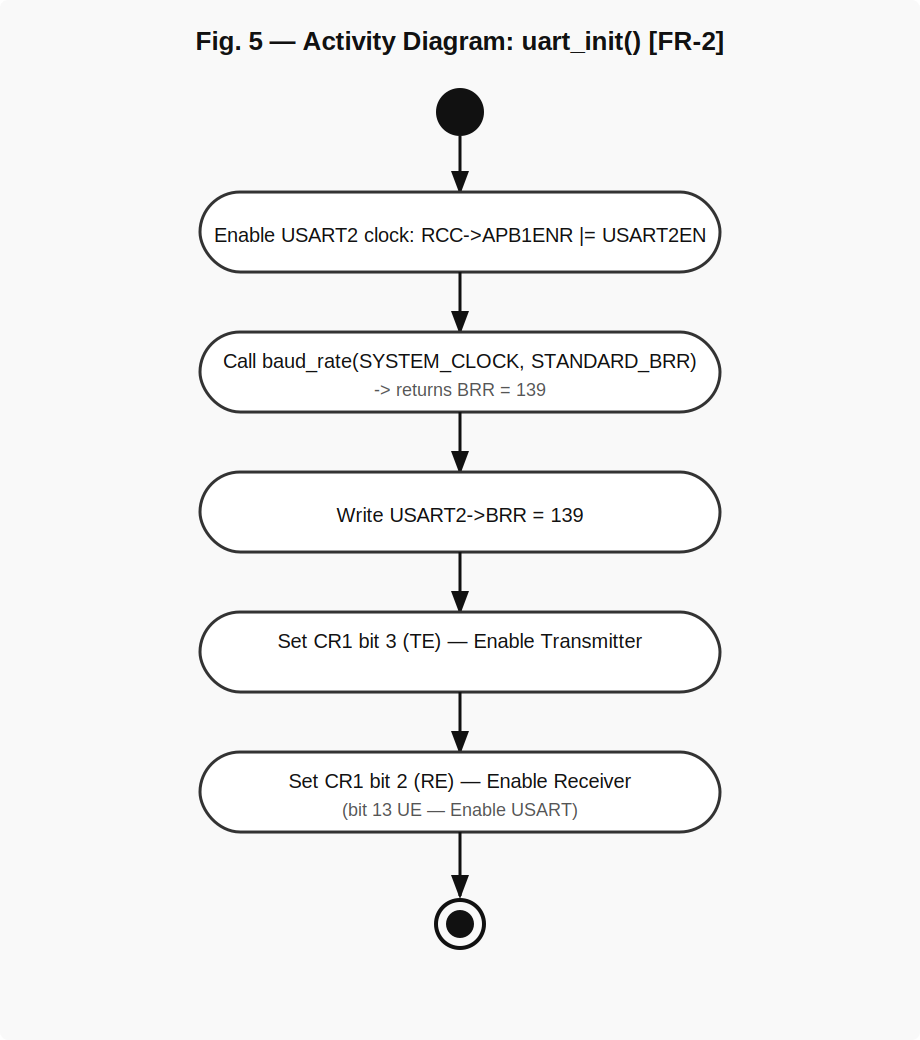 Fig. 5 — Activity Diagram: uart_init() [FR-2]
Enable USART2 clock: RCC->APB1ENR |= USART2EN
Call baud_rate(SYSTEM_CLOCK, STANDARD_BRR)
-> returns BRR = 139
Write USART2->BRR = 139
Set CR1 bit 3 (TE) — Enable Transmitter
Set CR1 bit 2 (RE) — Enable Receiver
(bit 13 UE — Enable USART)